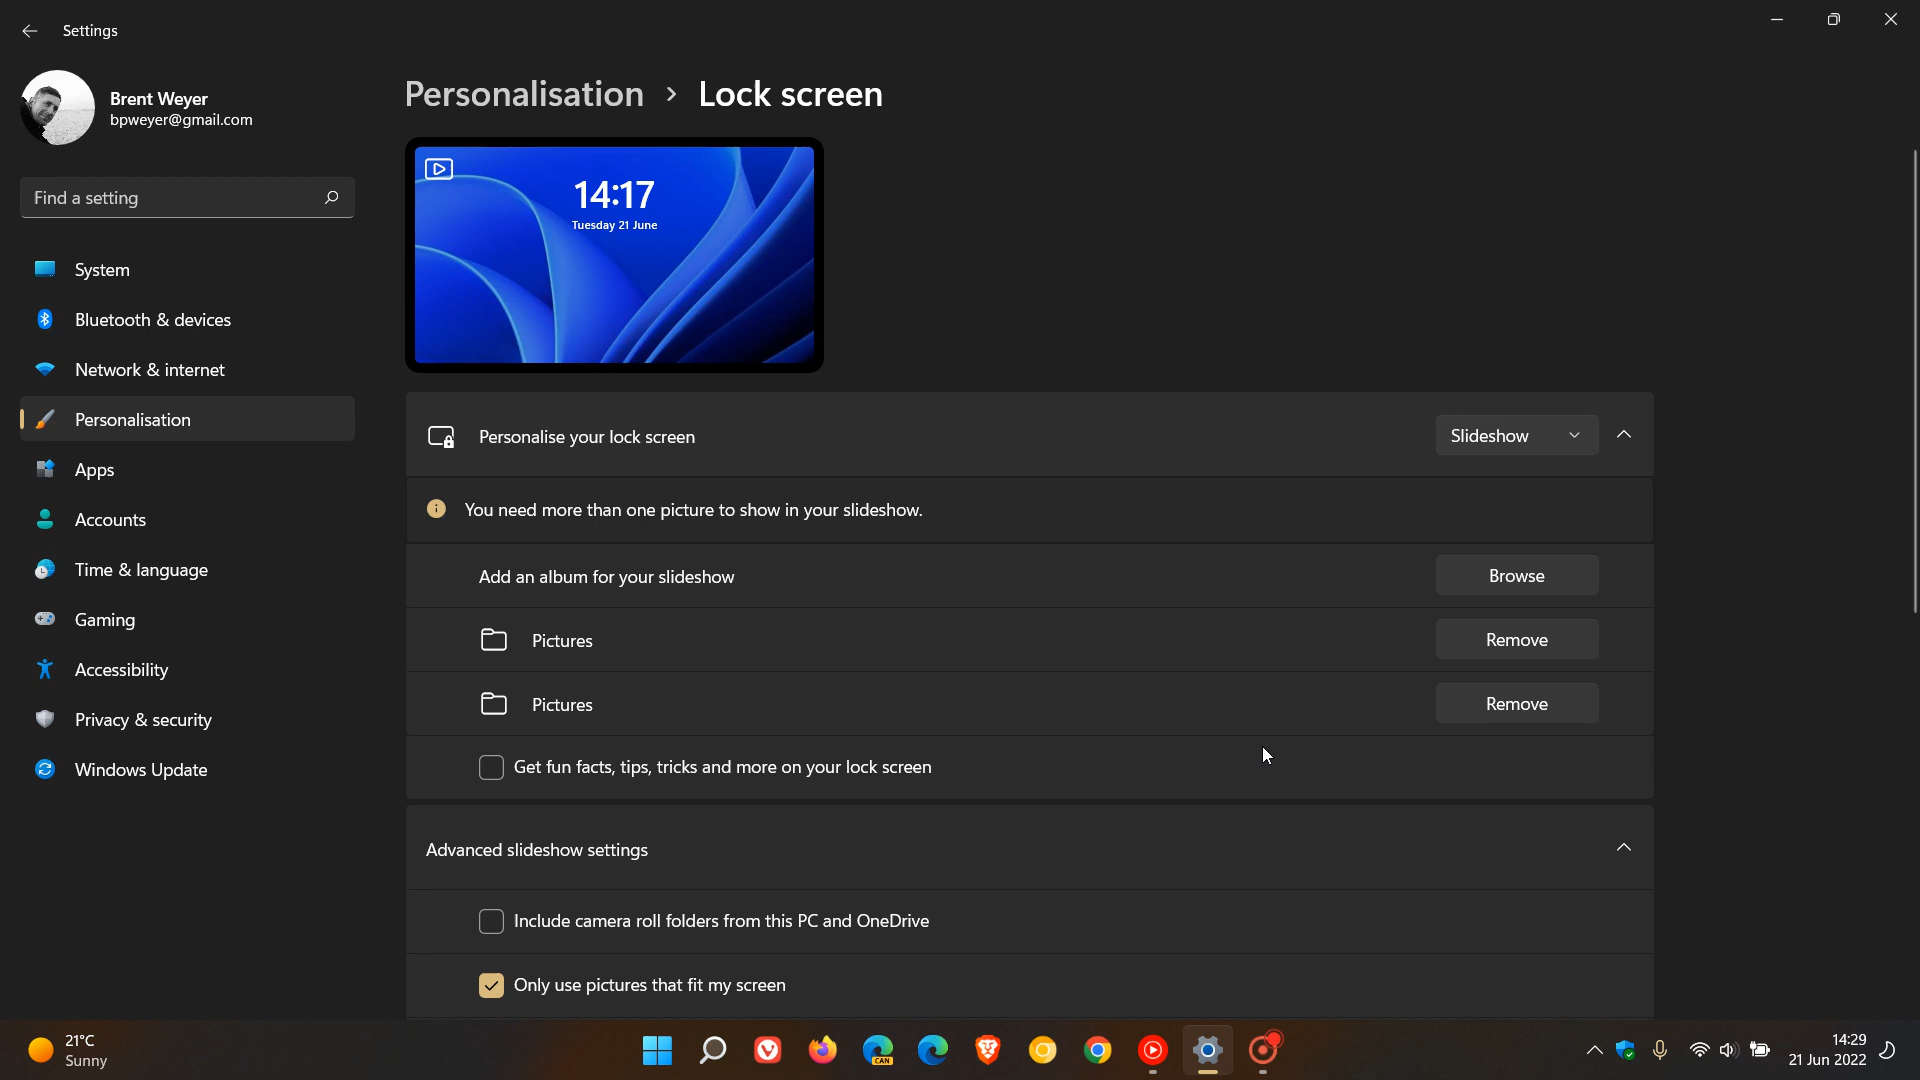 Settings
Brent Weyer
bpweyer@gmail.com
Find a setting
System
Bluetooth & devices
Network & internet
Personalisation
Apps
Accounts
Time & language
Gaming
Accessibility
Privacy & security
Windows Update
Personalisation > Lock screen
14:17
Tuesday 21 June
Personalise your lock screen
Slideshow
You need more than one picture to show in your slideshow.
Add an album for your slideshow
Browse
Pictures
Remove
Pictures
Remove
Get fun facts, tips, tricks and more on your lock screen
Advanced slideshow settings
Include camera roll folders from this PC and OneDrive
Only use pictures that fit my screen
21°C
Sunny
CAN
14:29
21 Jun 2022